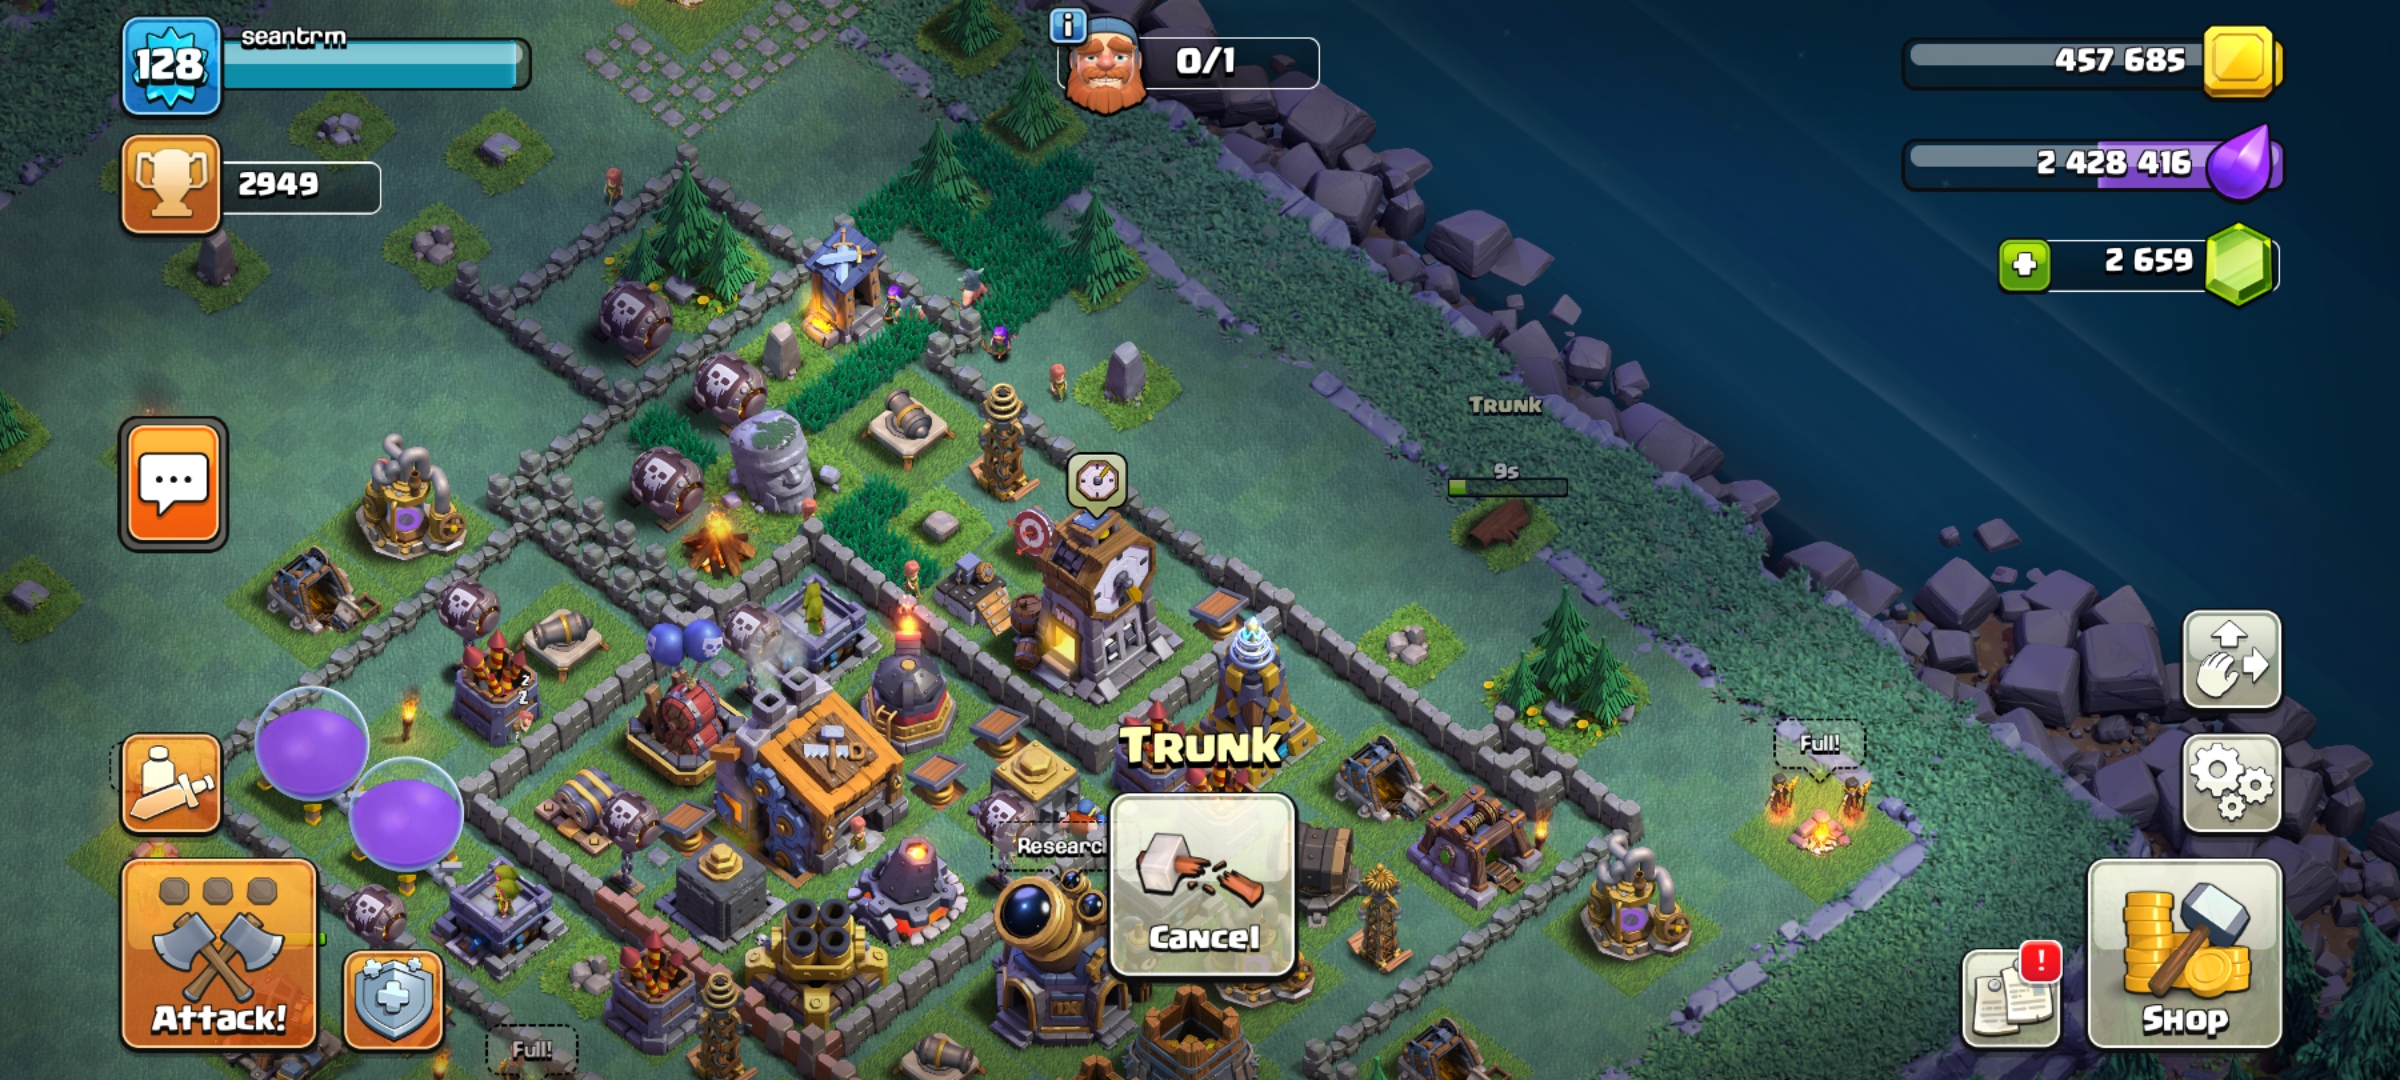 128
seantrm
0/1
457 685
2949
2 428 416
2 659
Trunk
9s
z
z
Trunk
Full!
Research
Cancel
Attack!
Full!
!
Shop